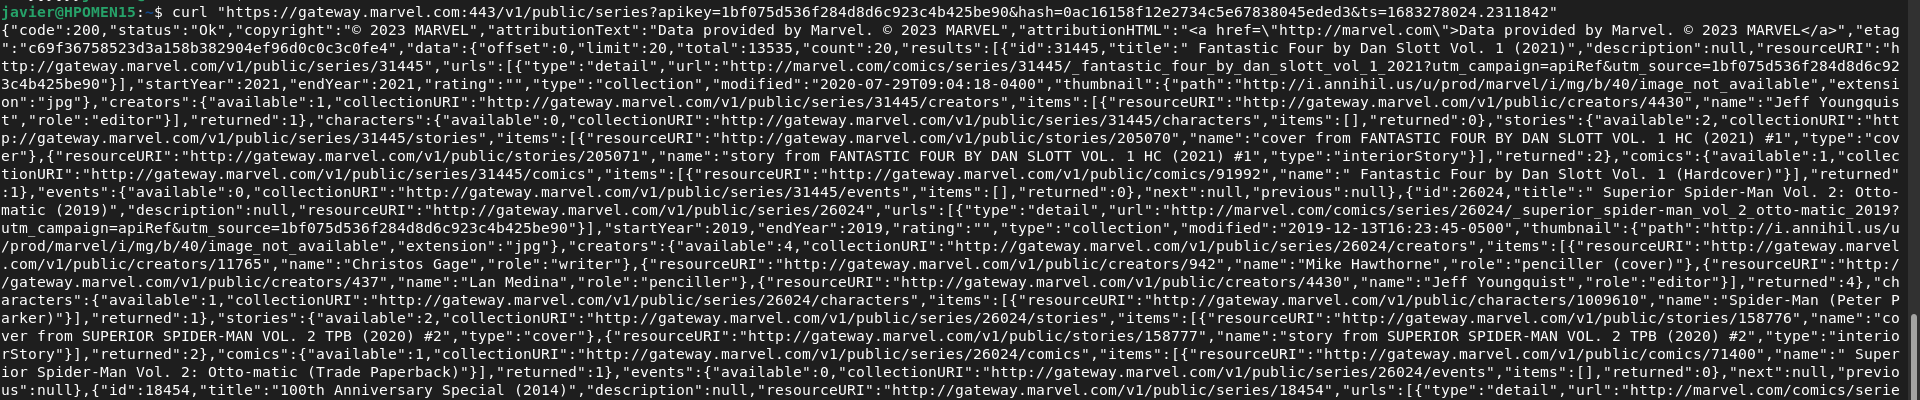 javier@HPOMEN15:~$ curl "https://gateway.marvel.com:443/v1/public/series?apikey=1bf075d536f284d8d6c923c4b425be90&hash=0ac16158f12e2734c5e67838045eded3&ts=1683278024.2311842"
{"code":200,"status":"Ok","copyright":"© 2023 MARVEL","attributionText":"Data provided by Marvel. © 2023 MARVEL","attributionHTML":"<a href=\"http://marvel.com\">Data provided by Marvel. © 2023 MARVEL</a>","etag
":"c69f36758523d3a158b382904ef96d0c0c3c0fe4","data":{"offset":0,"limit":20,"total":13535,"count":20,"results":[{"id":31445,"title":" Fantastic Four by Dan Slott Vol. 1 (2021)","description":null,"resourceURI":"h
ttp://gateway.marvel.com/v1/public/series/31445","urls":[{"type":"detail","url":"http://marvel.com/comics/series/31445/_fantastic_four_by_dan_slott_vol_1_2021?utm_campaign=apiRef&utm_source=1bf075d536f284d8d6c92
3c4b425be90"}],"startYear":2021,"endYear":2021,"rating":"","type":"collection","modified":"2020-07-29T09:04:18-0400","thumbnail":{"path":"http://i.annihil.us/u/prod/marvel/i/mg/b/40/image_not_available","extensi
on":"jpg"},"creators":{"available":1,"collectionURI":"http://gateway.marvel.com/v1/public/series/31445/creators","items":[{"resourceURI":"http://gateway.marvel.com/v1/public/creators/4430","name":"Jeff Youngquis
t","role":"editor"}],"returned":1},"characters":{"available":0,"collectionURI":"http://gateway.marvel.com/v1/public/series/31445/characters","items":[],"returned":0},"stories":{"available":2,"collectionURI":"htt
p://gateway.marvel.com/v1/public/series/31445/stories","items":[{"resourceURI":"http://gateway.marvel.com/v1/public/stories/205070","name":"cover from FANTASTIC FOUR BY DAN SLOTT VOL. 1 HC (2021) #1","type":"cov
er"},{"resourceURI":"http://gateway.marvel.com/v1/public/stories/205071","name":"story from FANTASTIC FOUR BY DAN SLOTT VOL. 1 HC (2021) #1","type":"interiorStory"}],"returned":2},"comics":{"available":1,"collec
tionURI":"http://gateway.marvel.com/v1/public/series/31445/comics","items":[{"resourceURI":"http://gateway.marvel.com/v1/public/comics/91992","name":" Fantastic Four by Dan Slott Vol. 1 (Hardcover)"}],"returned"
:1},"events":{"available":0,"collectionURI":"http://gateway.marvel.com/v1/public/series/31445/events","items":[],"returned":0},"next":null,"previous":null},{"id":26024,"title":" Superior Spider-Man Vol. 2: Otto-
matic (2019)","description":null,"resourceURI":"http://gateway.marvel.com/v1/public/series/26024","urls":[{"type":"detail","url":"http://marvel.com/comics/series/26024/_superior_spider-man_vol_2_otto-matic_2019?
utm_campaign=apiRef&utm_source=1bf075d536f284d8d6c923c4b425be90"}],"startYear":2019,"endYear":2019,"rating":"","type":"collection","modified":"2019-12-13T16:23:45-0500","thumbnail":{"path":"http://i.annihil.us/u
/prod/marvel/i/mg/b/40/image_not_available","extension":"jpg"},"creators":{"available":4,"collectionURI":"http://gateway.marvel.com/v1/public/series/26024/creators","items":[{"resourceURI":"http://gateway.marvel
.com/v1/public/creators/11765","name":"Christos Gage","role":"writer"},{"resourceURI":"http://gateway.marvel.com/v1/public/creators/942","name":"Mike Hawthorne","role":"penciller (cover)"},{"resourceURI":"http:/
/gateway.marvel.com/v1/public/creators/437","name":"Lan Medina","role":"penciller"},{"resourceURI":"http://gateway.marvel.com/v1/public/creators/4430","name":"Jeff Youngquist","role":"editor"}],"returned":4},"ch
aracters":{"available":1,"collectionURI":"http://gateway.marvel.com/v1/public/series/26024/characters","items":[{"resourceURI":"http://gateway.marvel.com/v1/public/characters/1009610","name":"Spider-Man (Peter P
arker)"}],"returned":1},"stories":{"available":2,"collectionURI":"http://gateway.marvel.com/v1/public/series/26024/stories","items":[{"resourceURI":"http://gateway.marvel.com/v1/public/stories/158776","name":"co
ver from SUPERIOR SPIDER-MAN VOL. 2 TPB (2020) #2","type":"cover"},{"resourceURI":"http://gateway.marvel.com/v1/public/stories/158777","name":"story from SUPERIOR SPIDER-MAN VOL. 2 TPB (2020) #2","type":"interio
rStory"}],"returned":2},"comics":{"available":1,"collectionURI":"http://gateway.marvel.com/v1/public/series/26024/comics","items":[{"resourceURI":"http://gateway.marvel.com/v1/public/comics/71400","name":" Super
ior Spider-Man Vol. 2: Otto-matic (Trade Paperback)"}],"returned":1},"events":{"available":0,"collectionURI":"http://gateway.marvel.com/v1/public/series/26024/events","items":[],"returned":0},"next":null,"previo
us":null},{"id":18454,"title":"100th Anniversary Special (2014)","description":null,"resourceURI":"http://gateway.marvel.com/v1/public/series/18454","urls":[{"type":"detail","url":"http://marvel.com/comics/serie